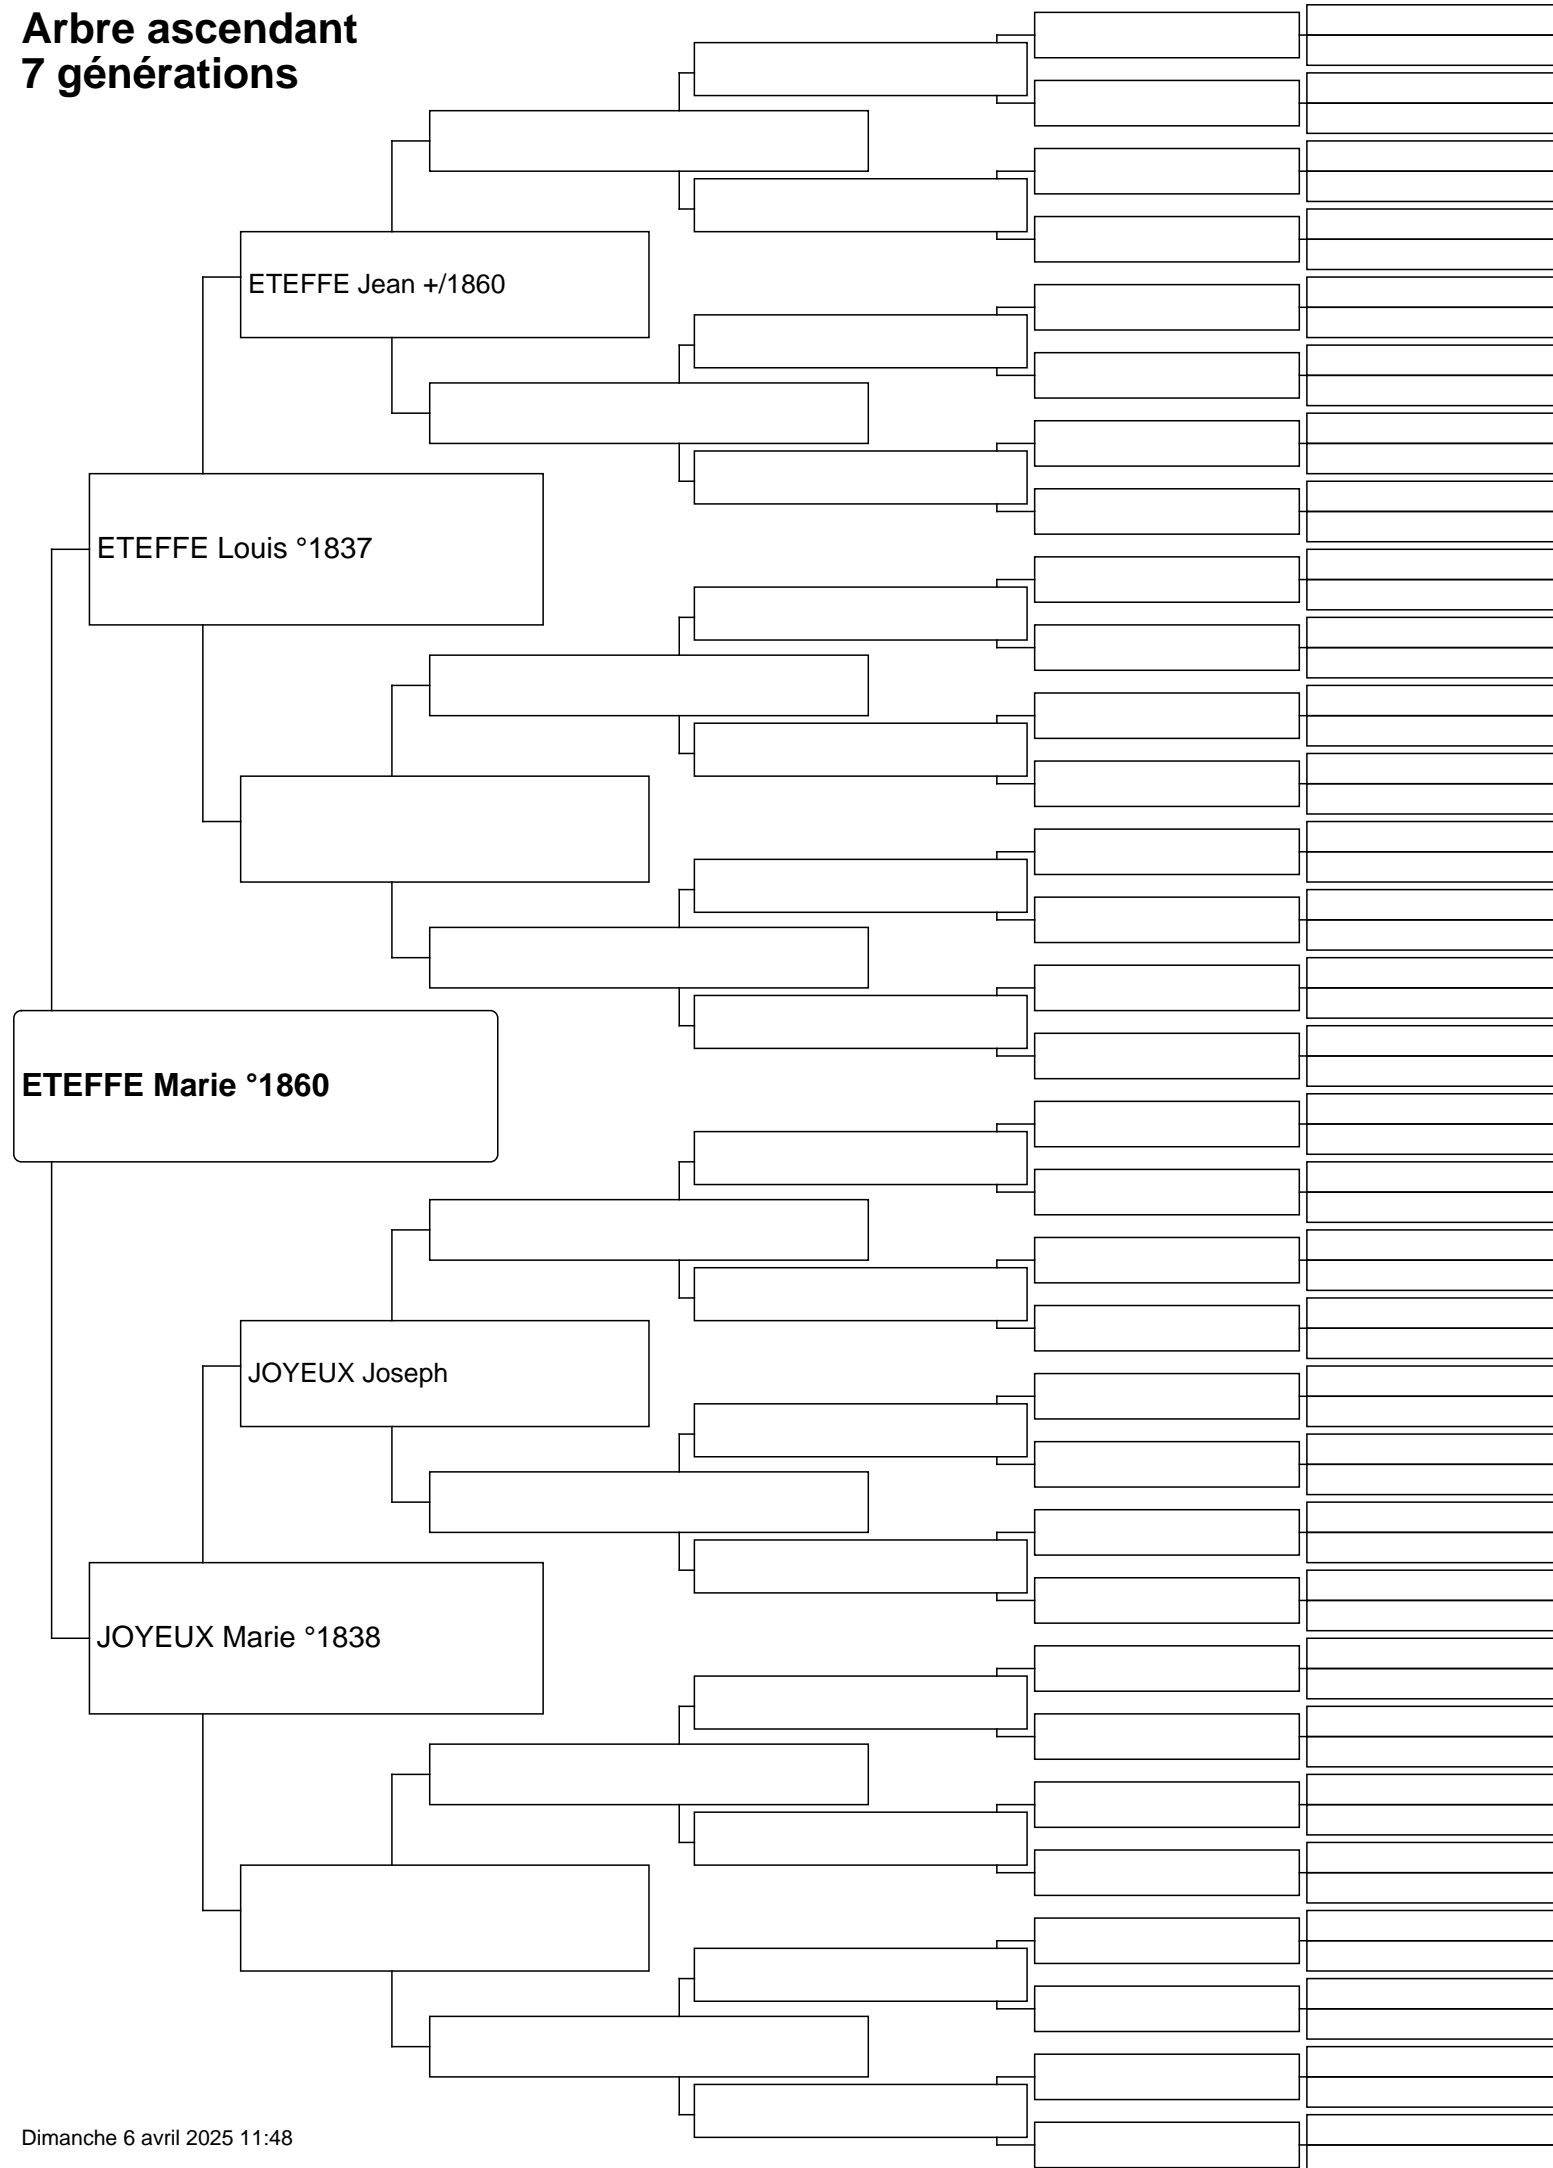 Arbre ascendant
7 générations
ETEFFE Jean +/1860
ETEFFE Louis °1837
ETEFFE Marie °1860
JOYEUX Joseph
JOYEUX Marie °1838
Dimanche 6 avril 2025 11:48